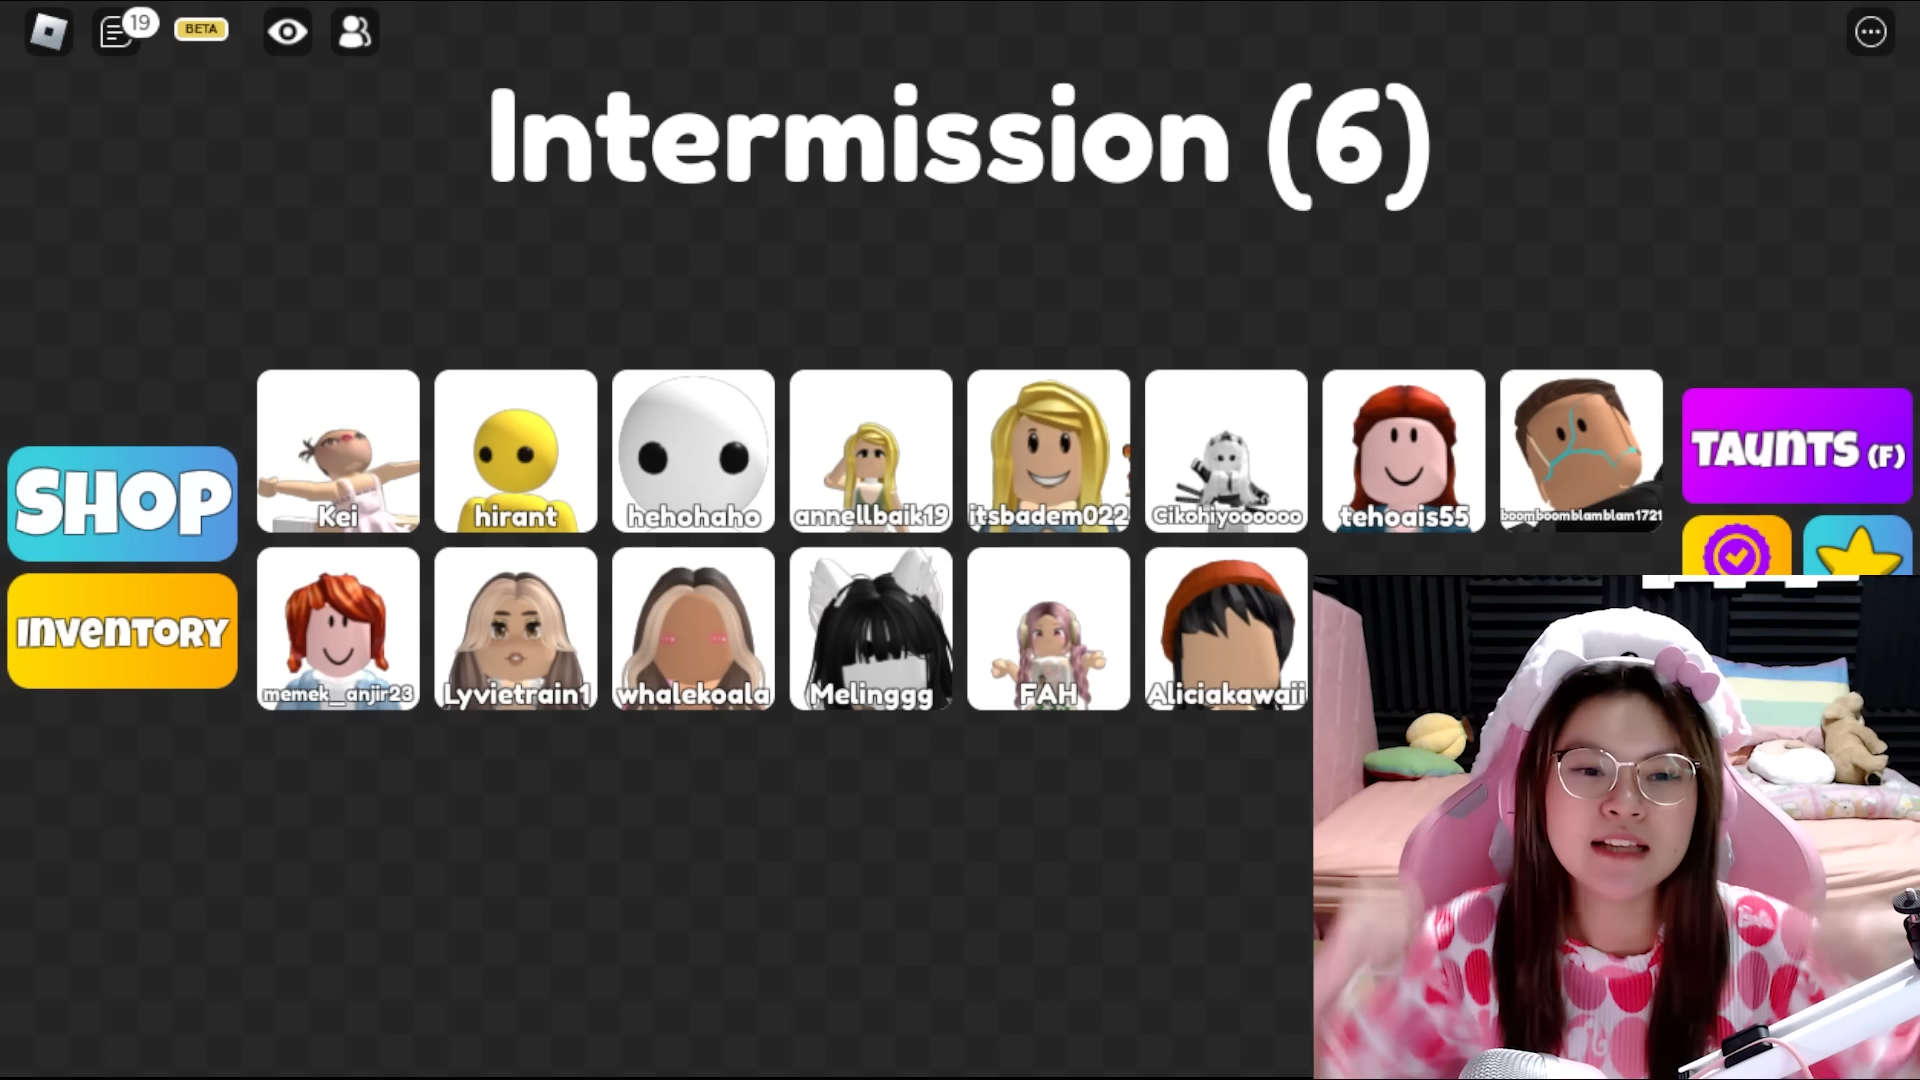 19
BETA
Intermission (6)
SHOP
INVENTORY
TAUNTS (F)
Kei
hirant
hehohaho
annellbaik19
itsbadem022
Cikohiyoooooo
tehoais55
boomboomblamblam1721
memek_anjir23
Lyvietrain1
whalekoala
Melinggg
FAH
Aliciakawaii